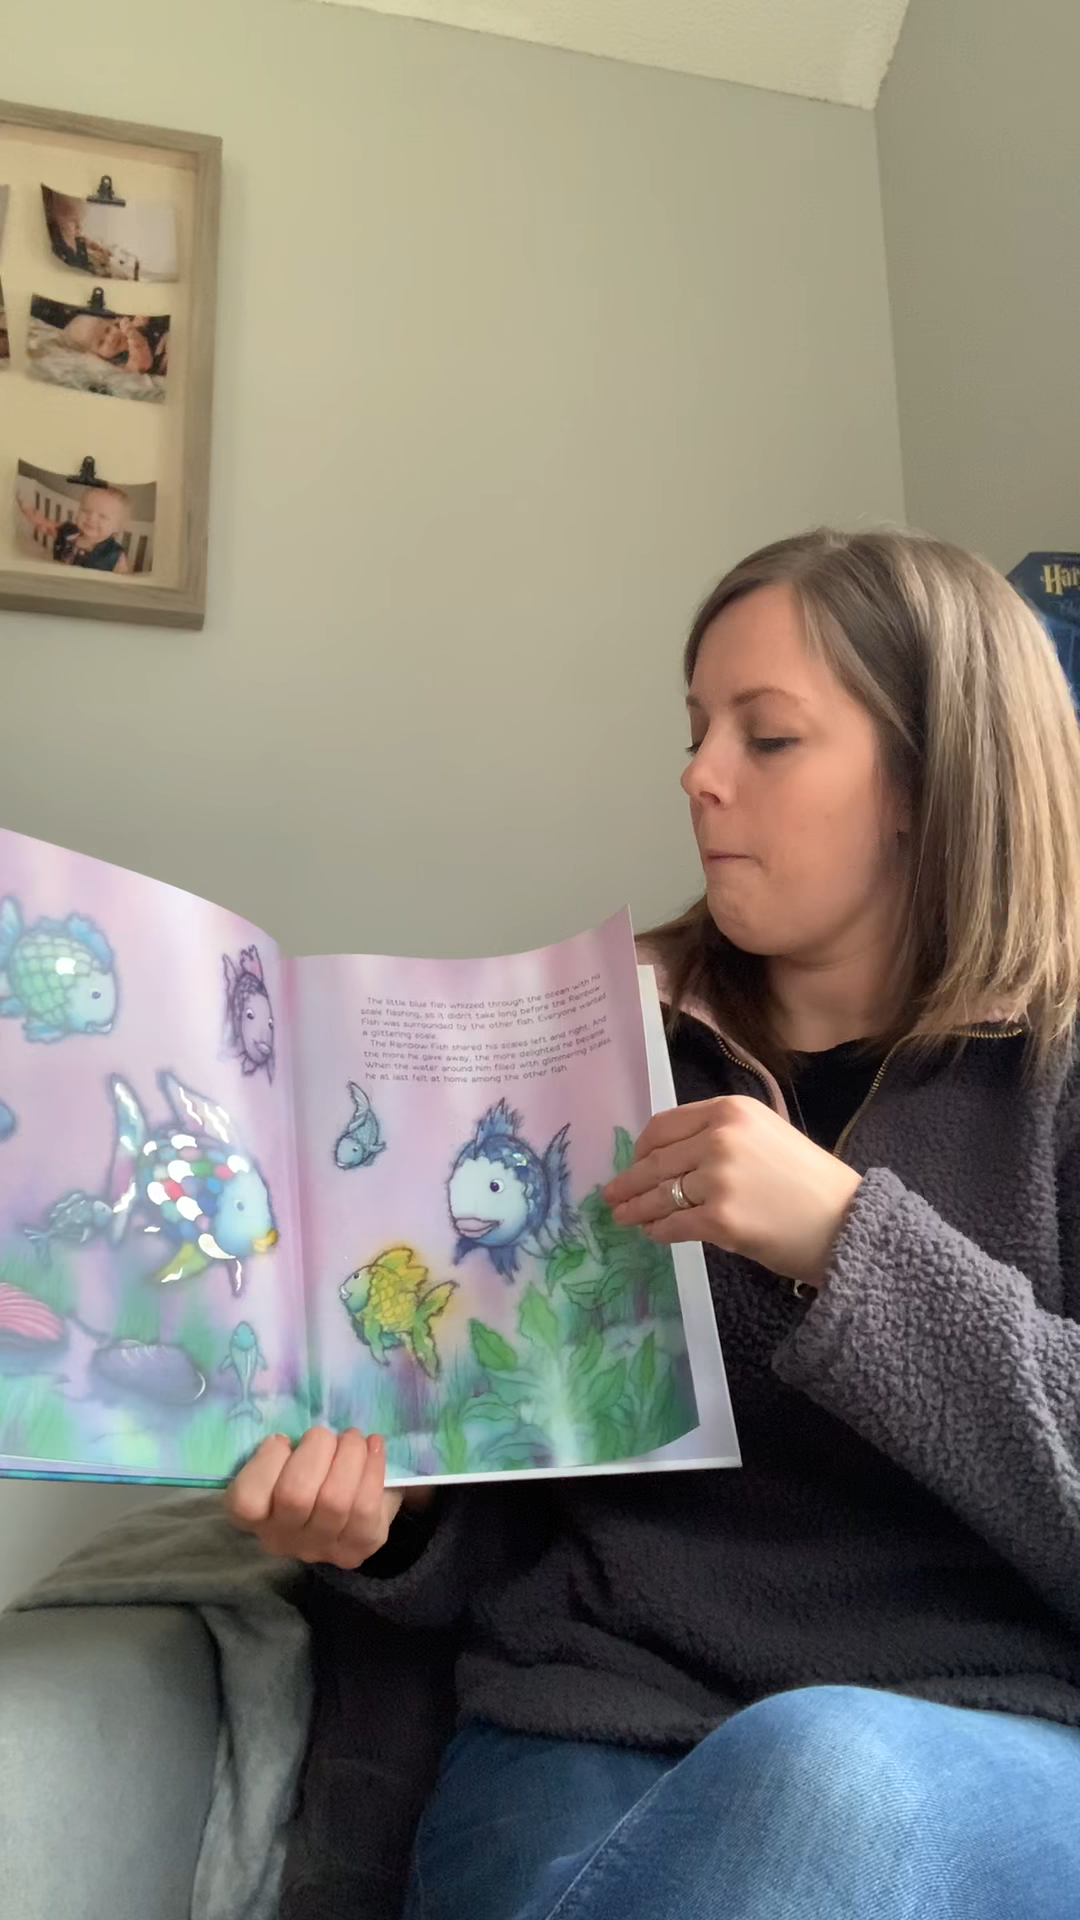 Har
The little blue fish whizzed through the ocean with his
scale flashing, so it didn't take long before the Rainbow
Fish was surrounded by the other fish. Everyone wanted
a glittering scale.
The Rainbow Fish shared his scales left and right. And
the more he gave away, the more delighted he became.
When the water around him filled with glimmering scales,
he at last felt at home among the other fish.